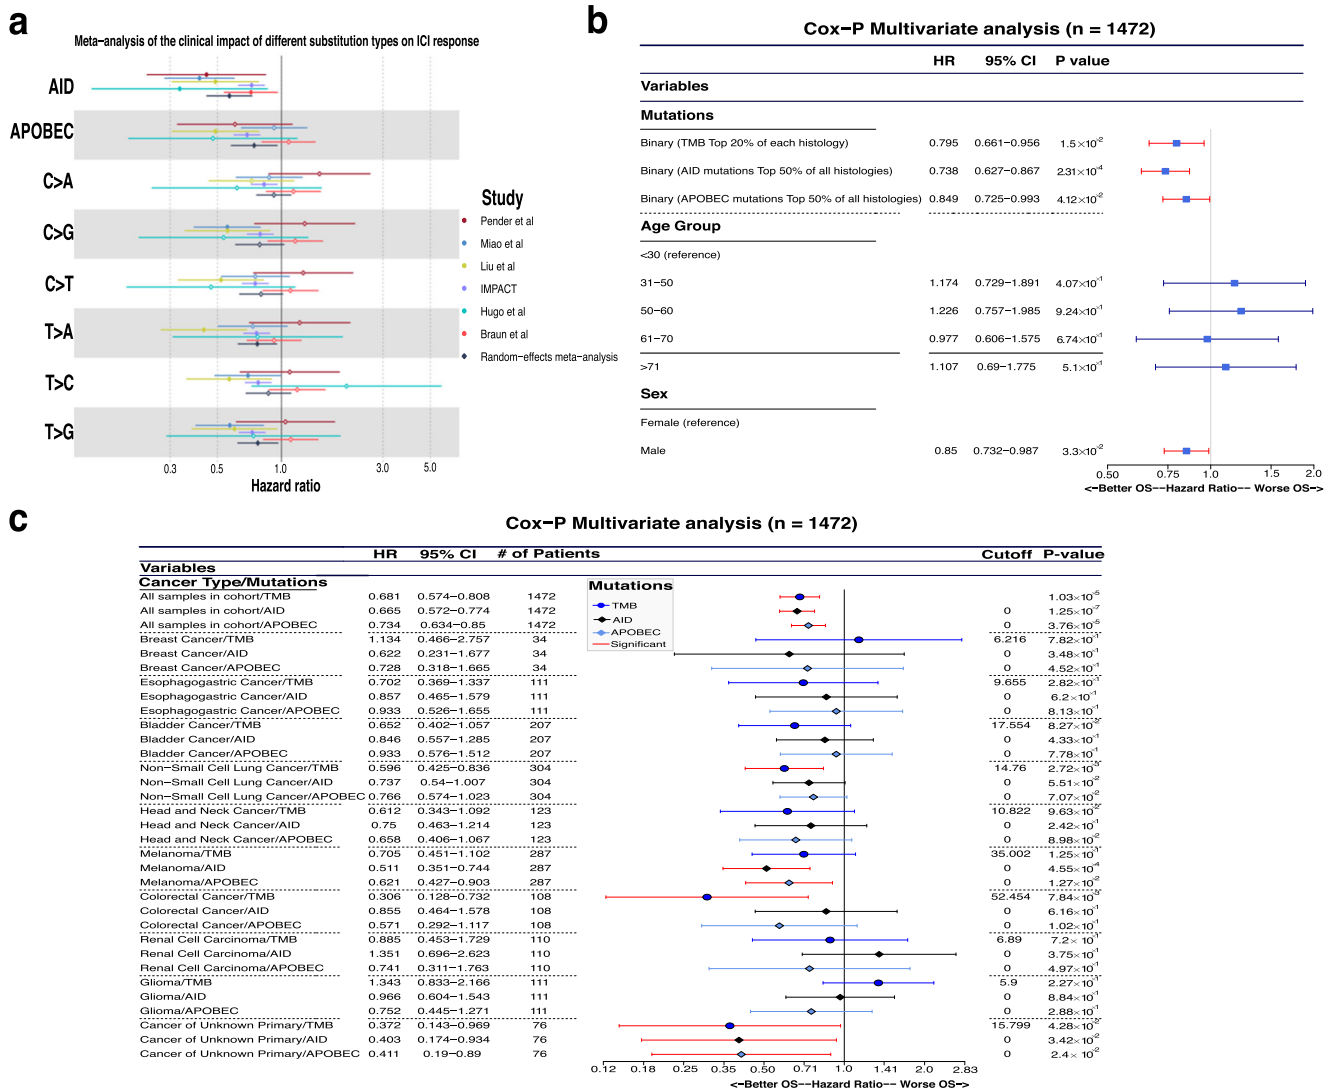 a
Meta-analysis of the clinical impact of different substitution types on ICI response
AID
APOBEC
C>A
C>G
C>T
T>A
T>C
T>G
0.3 0.5 1.0 3.0 5.0
Hazard ratio
Study
Pender et al
Miao et al
Liu et al
IMPACT
Hugo et al
Braun et al
Random−effects meta−analysis
b
Cox−P Multivariate analysis (n = 1472)
HR 95% CI P value
Variables
Mutations
Binary (TMB Top 20% of each histology) 0.795 0.661−0.956 1.5×10⁻²
Binary (AID mutations Top 50% of all histologies) 0.738 0.627−0.867 2.31×10⁻⁴
Binary (APOBEC mutations Top 50% of all histologies) 0.849 0.725−0.993 4.12×10⁻²
Age Group
<30 (reference)
31−50 1.174 0.729−1.891 4.07×10⁻¹
50−60 1.226 0.757−1.985 9.24×10⁻¹
61−70 0.977 0.606−1.575 6.74×10⁻¹
>71 1.107 0.69−1.775 5.1×10⁻¹
Sex
Female (reference)
Male 0.85 0.732−0.987 3.3×10⁻²
0.50 0.75 1.0 1.5 2.0
<−Better OS−−Hazard Ratio−− Worse OS−>
c
Cox−P Multivariate analysis (n = 1472)
HR 95% CI # of Patients Cutoff P−value
Variables
Cancer Type/Mutations
Mutations
TMB
AID
APOBEC
Significant
All samples in cohort/TMB 0.681 0.574−0.808 1472 1.03×10⁻⁵
All samples in cohort/AID 0.665 0.572−0.774 1472 0 1.25×10⁻⁷
All samples in cohort/APOBEC 0.734 0.634−0.85 1472 0 3.76×10⁻⁵
Breast Cancer/TMB 1.134 0.466−2.757 34 6.216 7.82×10⁻¹
Breast Cancer/AID 0.622 0.231−1.677 34 0 3.48×10⁻¹
Breast Cancer/APOBEC 0.728 0.318−1.665 34 0 4.52×10⁻¹
Esophagogastric Cancer/TMB 0.702 0.369−1.337 111 9.655 2.82×10⁻¹
Esophagogastric Cancer/AID 0.857 0.465−1.579 111 0 6.2×10⁻¹
Esophagogastric Cancer/APOBEC 0.933 0.526−1.655 111 0 8.13×10⁻¹
Bladder Cancer/TMB 0.652 0.402−1.057 207 17.554 8.27×10⁻²
Bladder Cancer/AID 0.846 0.557−1.285 207 0 4.33×10⁻¹
Bladder Cancer/APOBEC 0.933 0.576−1.512 207 0 7.78×10⁻¹
Non−Small Cell Lung Cancer/TMB 0.596 0.425−0.836 304 14.76 2.72×10⁻³
Non−Small Cell Lung Cancer/AID 0.737 0.54−1.007 304 0 5.51×10⁻²
Non−Small Cell Lung Cancer/APOBEC 0.766 0.574−1.023 304 0 7.07×10⁻²
Head and Neck Cancer/TMB 0.612 0.343−1.092 123 10.822 9.63×10⁻²
Head and Neck Cancer/AID 0.75 0.463−1.214 123 0 2.42×10⁻¹
Head and Neck Cancer/APOBEC 0.658 0.406−1.067 123 0 8.98×10⁻²
Melanoma/TMB 0.705 0.451−1.102 287 35.002 1.25×10⁻¹
Melanoma/AID 0.511 0.351−0.744 287 0 4.55×10⁻⁴
Melanoma/APOBEC 0.621 0.427−0.903 287 0 1.27×10⁻²
Colorectal Cancer/TMB 0.306 0.128−0.732 108 52.454 7.84×10⁻³
Colorectal Cancer/AID 0.855 0.464−1.578 108 0 6.16×10⁻¹
Colorectal Cancer/APOBEC 0.571 0.292−1.117 108 0 1.02×10⁻¹
Renal Cell Carcinoma/TMB 0.885 0.453−1.729 110 6.89 7.2×10⁻¹
Renal Cell Carcinoma/AID 1.351 0.696−2.623 110 0 3.75×10⁻¹
Renal Cell Carcinoma/APOBEC 0.741 0.311−1.763 110 0 4.97×10⁻¹
Glioma/TMB 1.343 0.833−2.166 111 5.9 2.27×10⁻¹
Glioma/AID 0.966 0.604−1.543 111 0 8.84×10⁻¹
Glioma/APOBEC 0.752 0.445−1.271 111 0 2.88×10⁻¹
Cancer of Unknown Primary/TMB 0.372 0.143−0.969 76 15.799 4.28×10⁻²
Cancer of Unknown Primary/AID 0.403 0.174−0.934 76 0 3.42×10⁻²
Cancer of Unknown Primary/APOBEC 0.411 0.19−0.89 76 0 2.4×10⁻²
0.12 0.18 0.25 0.35 0.50 0.71 1.0 1.41 2.0 2.83
<−Better OS−−Hazard Ratio−− Worse OS−>